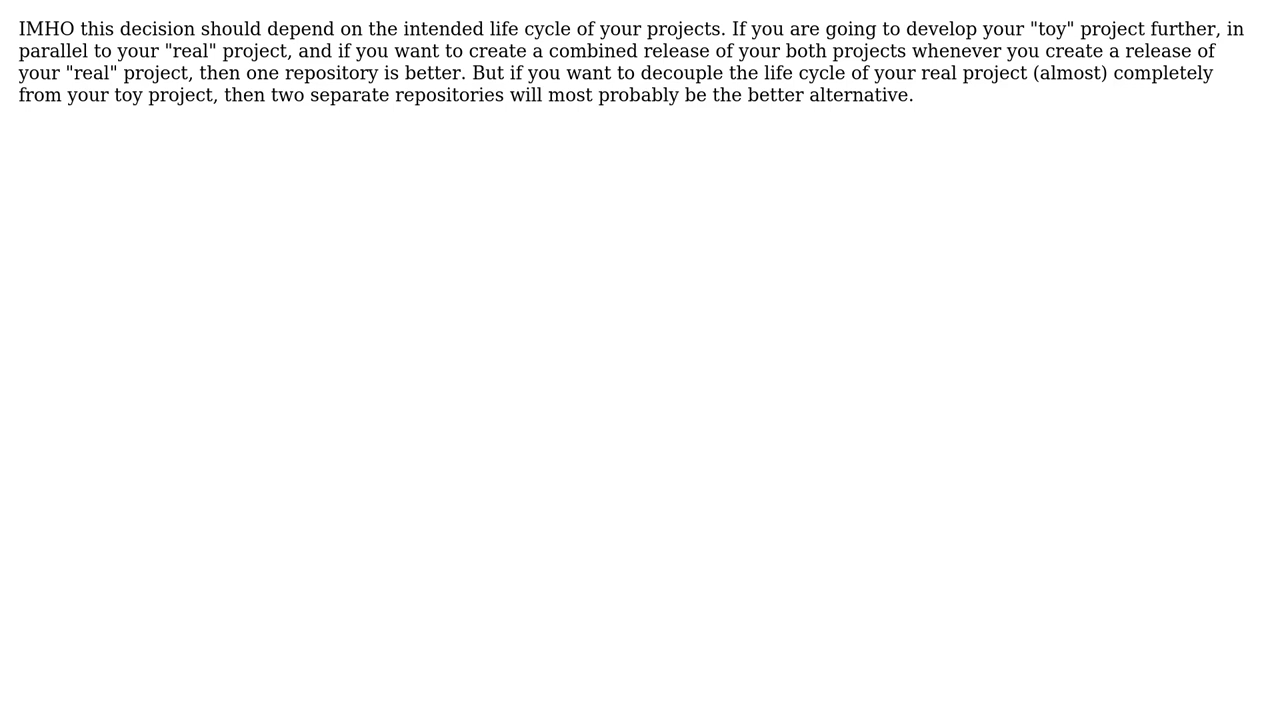 IMHO this decision should depend on the intended life cycle of your projects. If you are going to develop your "toy" project further, in
parallel to your "real" project, and if you want to create a combined release of your both projects whenever you create a release of
your "real" project, then one repository is better. But if you want to decouple the life cycle of your real project (almost) completely
from your toy project, then two separate repositories will most probably be the better alternative.